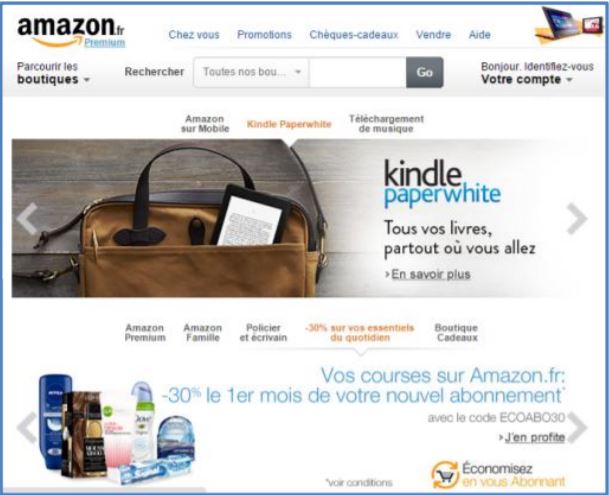 amazon.fr
Premium
Chez vous Promotions Chèques-cadeaux Vendre Aide
Parcourir les
boutiques
Rechercher Toutes nos bou... Go
Bonjour. Identifiez-vous
Votre compte
Amazon
sur Mobile
Kindle Paperwhite
Téléchargement
de musique
kindle
paperwhite
Tous vos livres,
partout où vous allez
>En savoir plus
Amazon
Premium
Amazon
Famille
Policier
et écrivain
-30% sur vos essentiels
du quotidien
Boutique
Cadeaux
Vos courses sur Amazon.fr:
-30% le 1er mois de votre nouvel abonnement*
avec le code ECOABO30
>J'en profite
NIVEA
Dove
*voir conditions
Économisez
en vous Abonnant